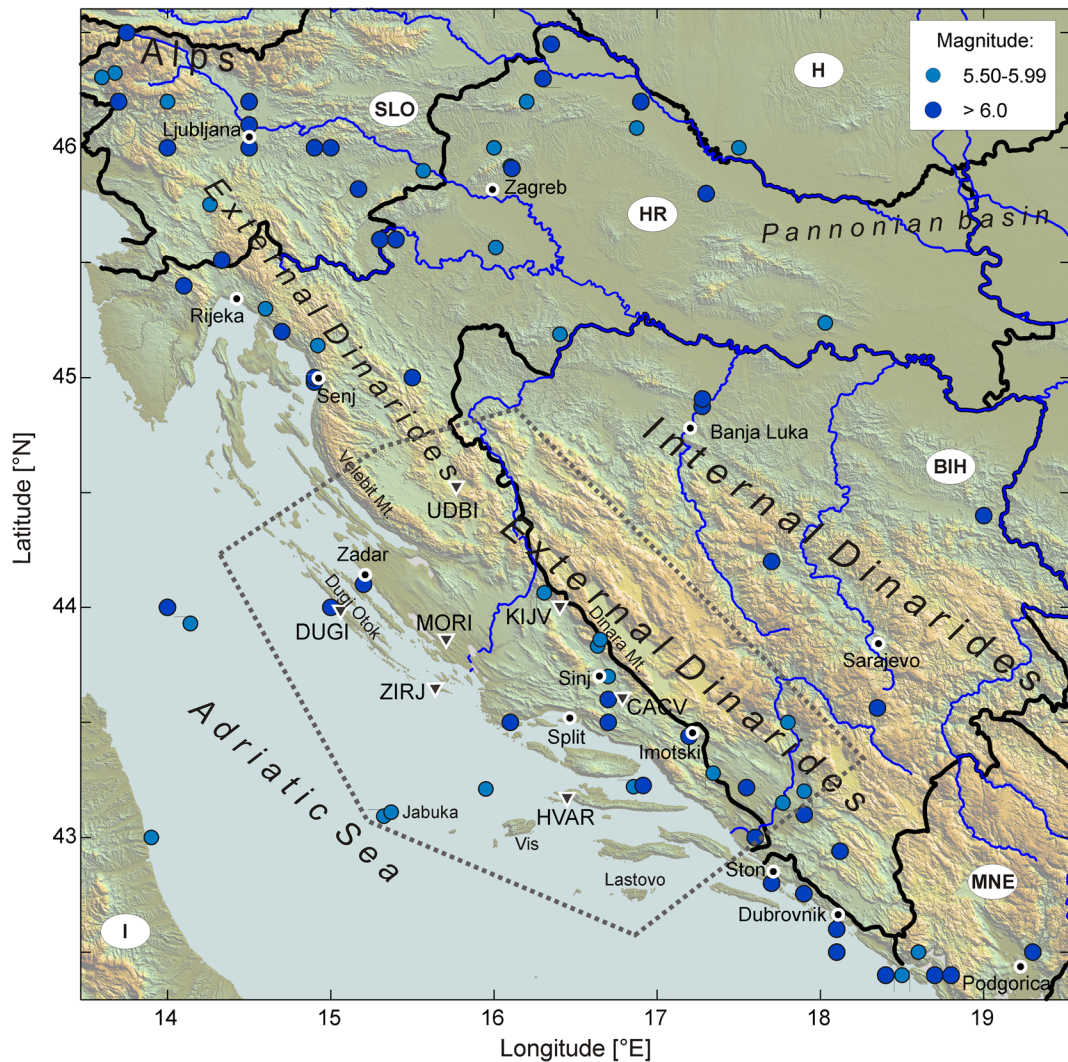 Magnitude:
5.50-5.99
> 6.0
Alps
H
SLO
Ljubljana
Zagreb
HR
Pannonian basin
External Dinarides
Rijeka
Senj
Banja Luka
Internal Dinarides
BIH
Velebit Mt.
UDBI
External Dinarides
Zadar
Dugi Otok
DUGI
MORI
KIJV
Dinara Mt.
Sarajevo
ZIRJ
Sinj
CACV
Split
Imotski
Adriatic Sea
Jabuka
HVAR
Vis
Lastovo
Ston
MNE
Dubrovnik
I
Podgorica
46
45
44
43
Latitude [°N]
14
15
16
17
18
19
Longitude [°E]